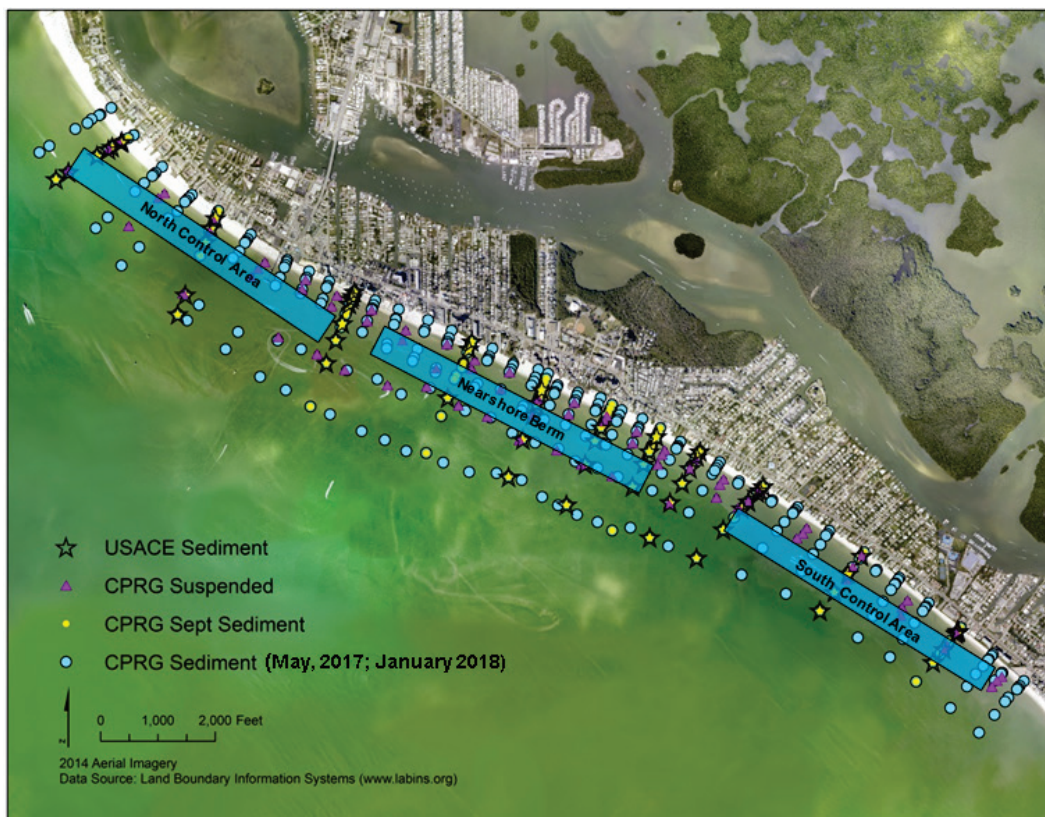 North Control Area
Nearshore Berm
South Control Area
USACE Sediment
CPRG Suspended
CPRG Sept Sediment
CPRG Sediment (May, 2017; January 2018)
N
0 1,000 2,000 Feet
2014 Aerial Imagery
Data Source: Land Boundary Information Systems (www.labins.org)